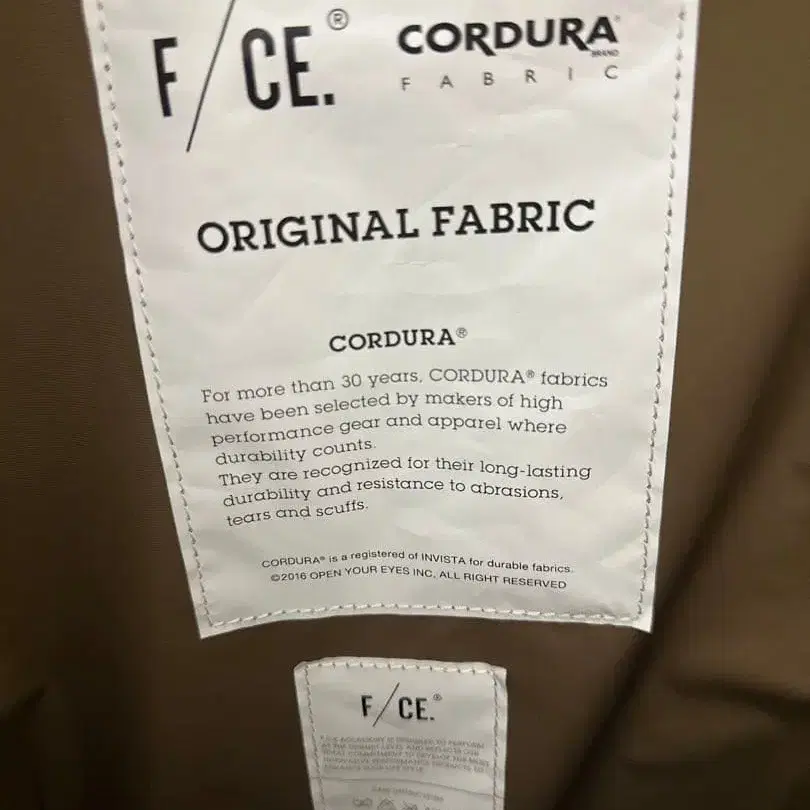 F/CE.®
CORDURA®
BRAND
FABRIC
ORIGINAL FABRIC
CORDURA®
For more than 30 years, CORDURA® fabrics
have been selected by makers of high
performance gear and apparel where
durability counts.
They are recognized for their long-lasting
durability and resistance to abrasions,
tears and scuffs.
CORDURA® is a registered of INVISTA for durable fabrics.
©2016 OPEN YOUR EYES INC. ALL RIGHT RESERVED
F/CE.®